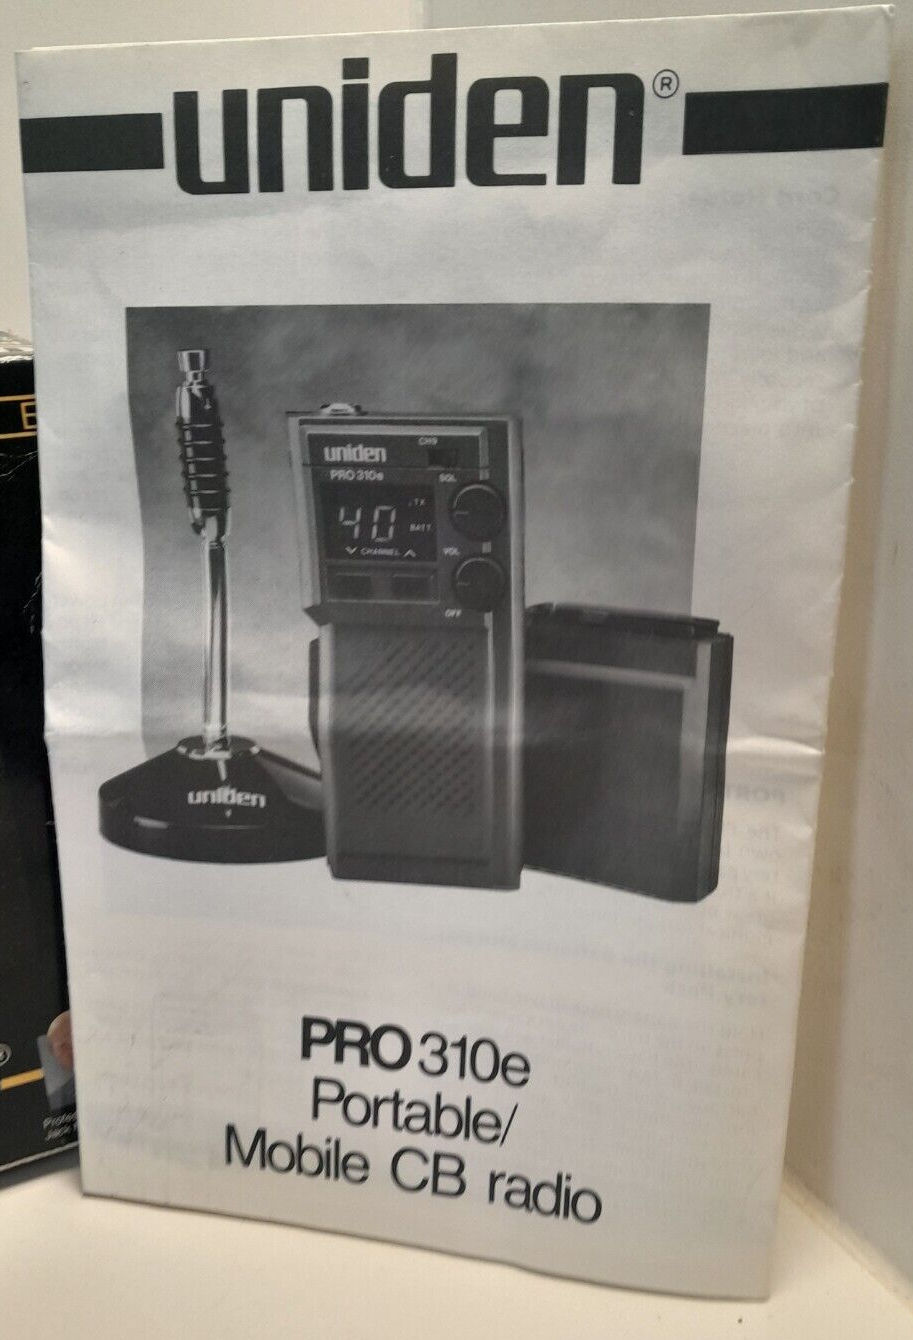 uniden®
uniden
PRO 310e
CH9
SQL
TX
40
BATT
CHANNEL
VOL
OFF
uniden
PRO 310e
Portable/
Mobile CB radio